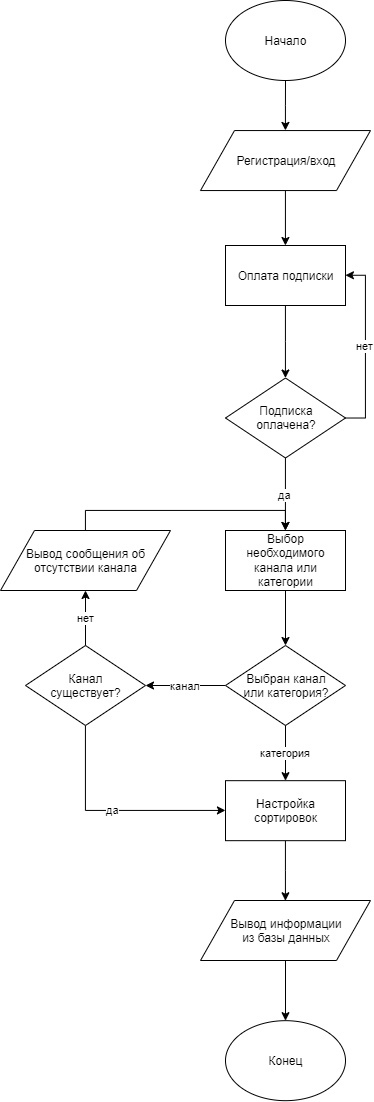 Начало
Регистрация/вход
Оплата подписки
нет
Подписка
оплачена?
да
Выбор
необходимого
канала или
категории
Вывод сообщения об
отсутствии канала
нет
Канал
существует?
канал
Выбран канал
или категория?
категория
да
Настройка
сортировок
Вывод информации
из базы данных
Конец